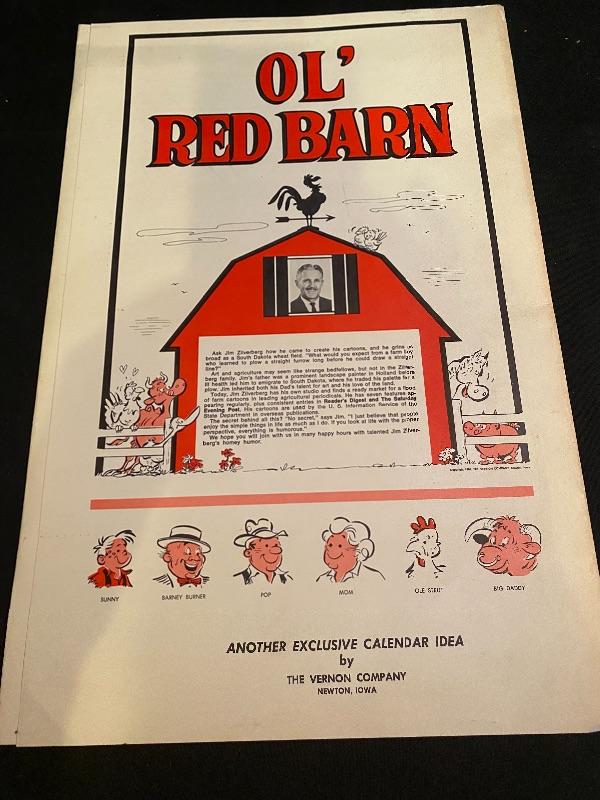 OL'
RED BARN
Ask Jim Zilverberg how he came to create his cartoons, and he grins as
broad as a South Dakota wheat field. "What would you expect from a farm boy
who learned to plow a straight furrow long before he could draw a straight
line?"
Art and agriculture may seem like strange bedfellows, but not in the Zilver-
berg family. Jim's father was a prominent landscape painter in Holland before
ill health led him to emigrate to South Dakota, where he traded his palette for a
plow. Jim inherited both his Dad's talent for art and his love of the land.
Today, Jim Zilverberg has his own studio and finds a ready market for a flood
of farm cartoons in leading agricultural periodicals. He has seven features ap-
pearing regularly, plus consistent entries in Reader's Digest and The Saturday
Evening Post. His cartoons are used by the U. S. Information Service of the
State Department in overseas publications.
The secret behind all this? "No secret," says Jim. "I just believe that people
enjoy the simple things in life as much as I do. If you look at life with the proper
perspective, everything is humorous."
We hope you will join with us in many happy hours with talented Jim Zilver-
berg's homey humor.
BARNEY BURNER
POP
MOM
BIG DADDY
ANOTHER EXCLUSIVE CALENDAR IDEA
by
THE VERNON COMPANY
NEWTON, IOWA